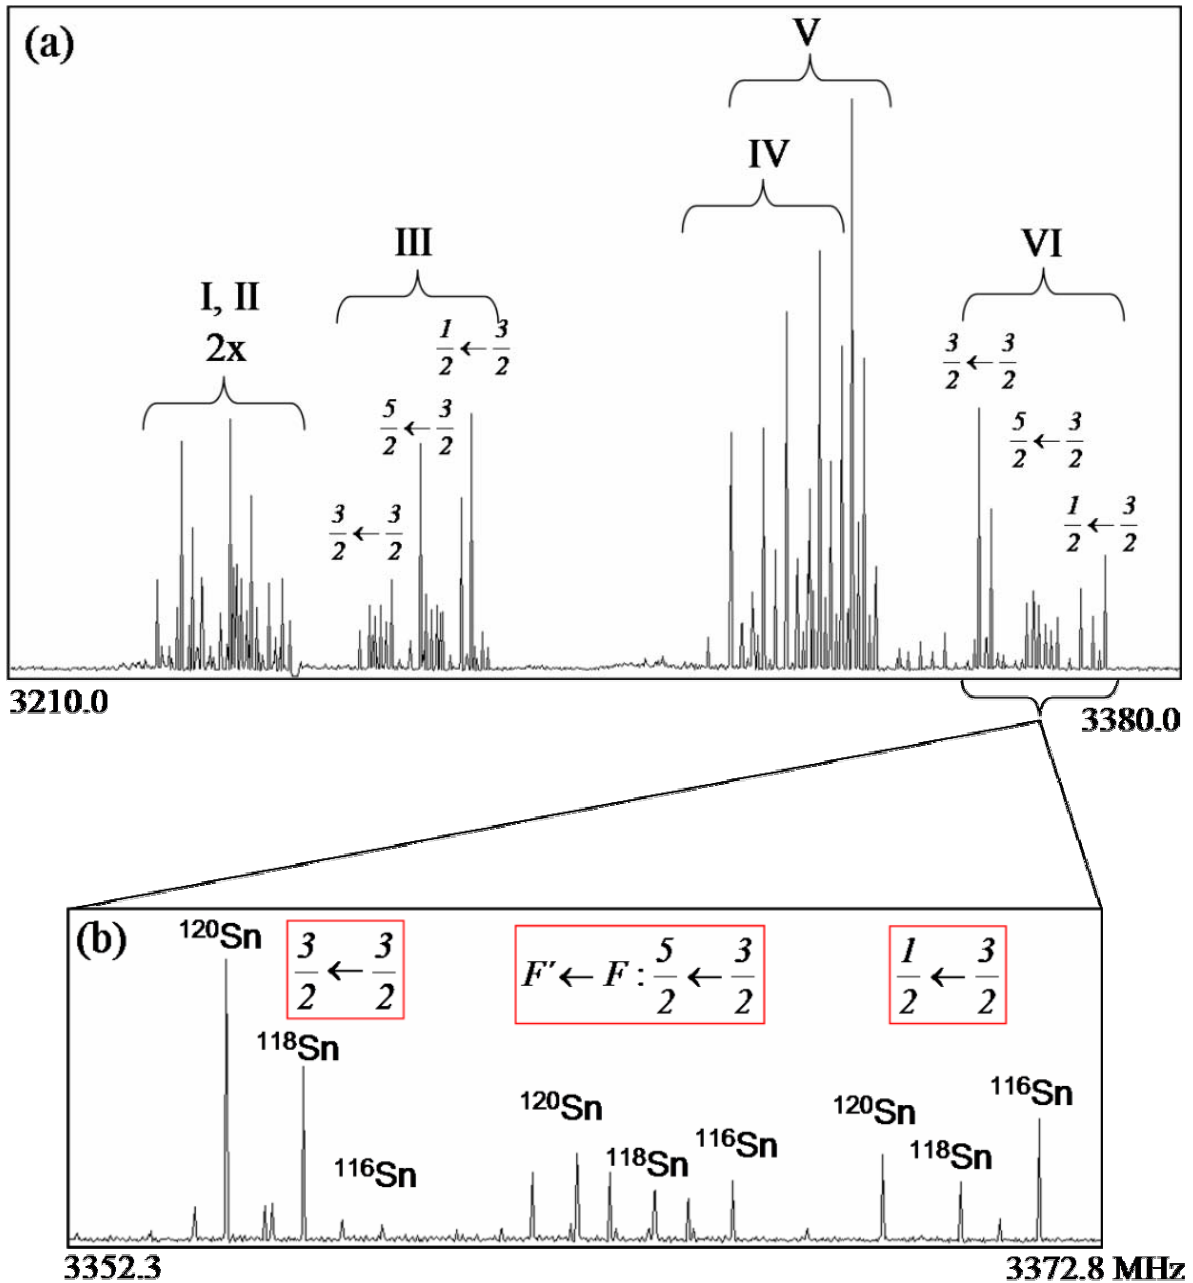 (a)
V
IV
III
VI
I, II
2x
1/2 ← 3/2
3/2 ← 3/2
5/2 ← 3/2
5/2 ← 3/2
1/2 ← 3/2
3/2 ← 3/2
3210.0
3380.0
(b)
¹²⁰Sn
3/2 ← 3/2
F′ ← F : 5/2 ← 3/2
1/2 ← 3/2
¹¹⁸Sn
¹¹⁶Sn
¹²⁰Sn
¹¹⁸Sn
¹¹⁶Sn
¹²⁰Sn
¹¹⁸Sn
¹¹⁶Sn
3352.3
3372.8 MHz